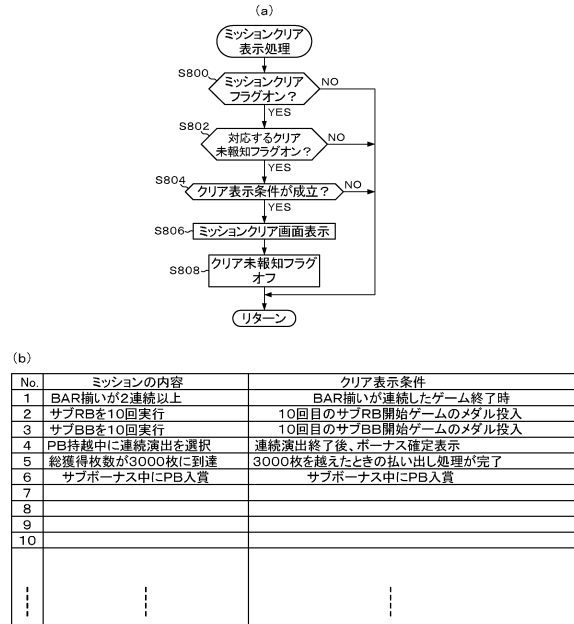 (a)
ミッションクリア
表示処理
S800
ミッションクリア
フラグオン？
NO
YES
S802
対応するクリア
未報知フラグオン？
NO
YES
S804
クリア表示条件が成立？
NO
YES
S806
ミッションクリア画面表示
S808
クリア未報知フラグ
オフ
リターン
(b)
No. ミッションの内容 クリア表示条件
1 BAR揃いが2連続以上 BAR揃いが連続したゲーム終了時
2 サブRBを10回実行 10回目のサブRB開始ゲームのメダル投入
3 サブBBを10回実行 10回目のサブBB開始ゲームのメダル投入
4 PB持越中に連続演出を選択 連続演出終了後、ボーナス確定表示
5 総獲得枚数が3000枚に到達 3000枚を越えたときの払い出し処理が完了
6 サブボーナス中にPB入賞 サブボーナス中にPB入賞
7
8
9
10